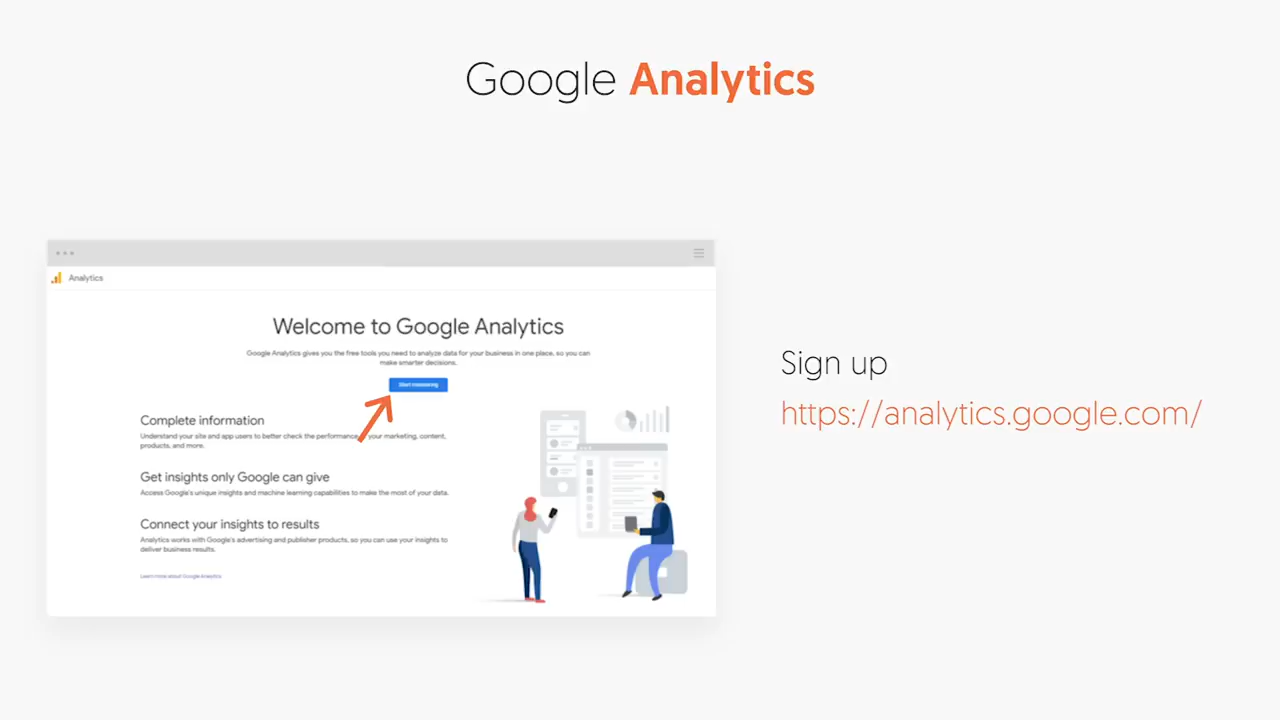 Google Analytics
Analytics
Welcome to Google Analytics
Google Analytics gives you the free tools you need to analyze data for your business in one place, so you can
make smarter decisions.
Start measuring
Complete information
Understand your site and app users to better check the performance your marketing, content,
products, and more.
Get insights only Google can give
Access Google's unique insights and machine learning capabilities to make the most of your data.
Connect your insights to results
Analytics works with Google's advertising and publisher products, so you can use your insights to
deliver business results.
Learn more about Google Analytics
Sign up
https://analytics.google.com/